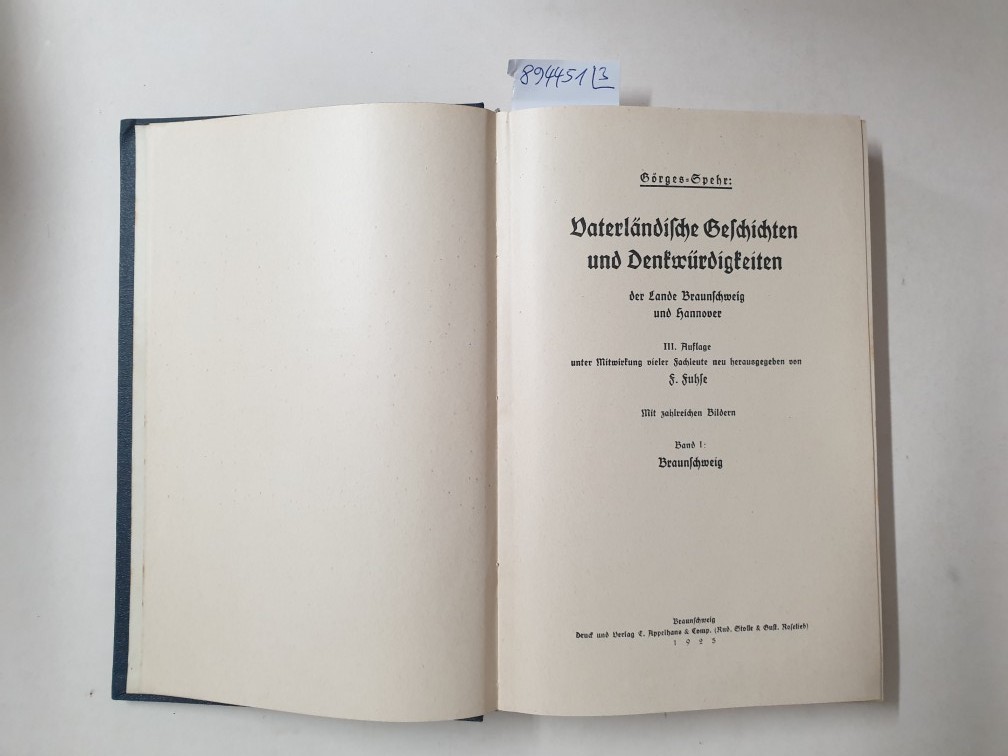 894451/3
Görges=Spehr:
Vaterländische Geschichten
und Denkwürdigkeiten
der Lande Braunschweig
und Hannover
III. Auflage
unter Mitwirkung vieler Fachleute neu herausgegeben von
F. Fuhse
Mit zahlreichen Bildern
Band I:
Braunschweig
Braunschweig
Druck und Verlag E. Appelhans & Comp. (Rud. Stolle & Gust. Roselieb)
1925